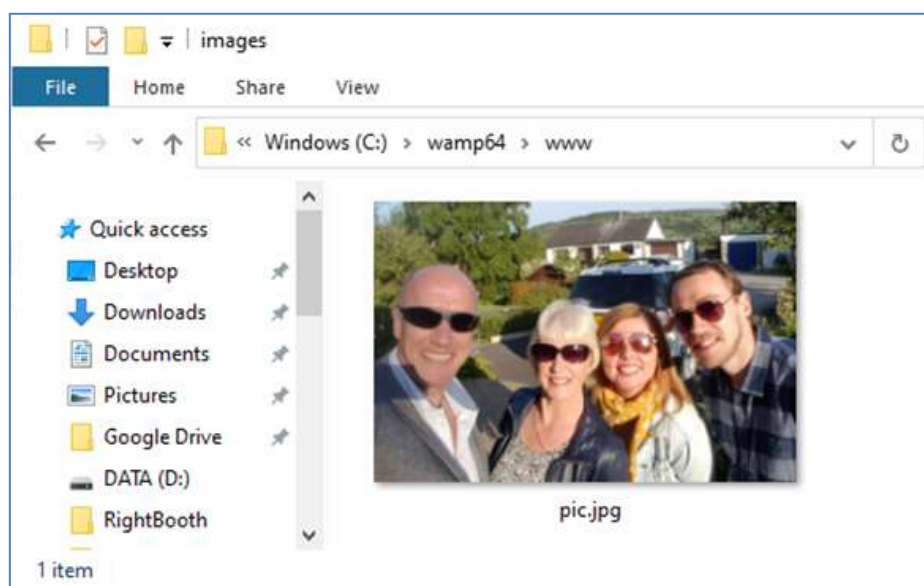 images
File Home Share View
« Windows (C:) › wamp64 › www
Quick access
Desktop
Downloads
Documents
Pictures
Google Drive
DATA (D:)
RightBooth
pic.jpg
1 item